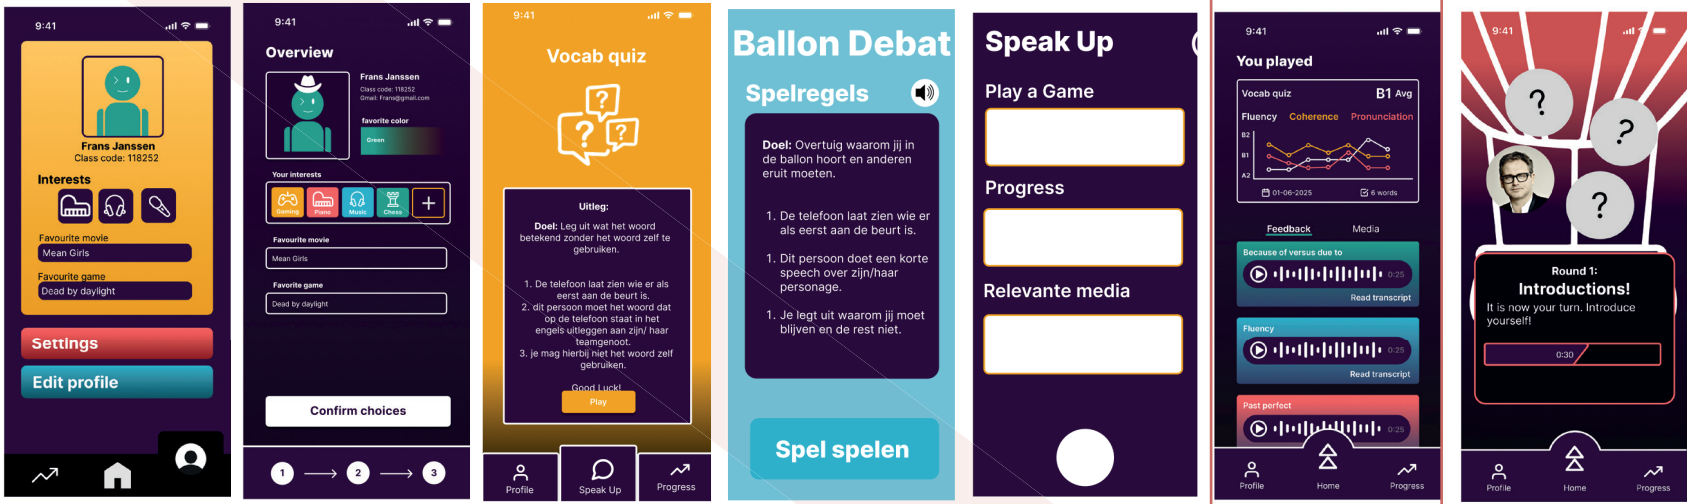 9:41
Frans Janssen
Class code: 118252
Interests
Favourite movie
Mean Girls
Favourite game
Dead by daylight
Settings
Edit profile
9:41
Overview
Frans Janssen
Class code: 118252
Gmail: Frans@gmail.com
favorite color
Green
Your interests
Gaming
Piano
Music
Chess
Favourite movie
Mean Girls
Favorite game
Dead by daylight
Confirm choices
1
2
3
9:41
Vocab quiz
Uitleg:
Doel: Leg uit wat het woord
betekend zonder het woord zelf te
gebruiken.
1. De telefoon laat zien wie er als
eerst aan de beurt is.
2. dit persoon moet het woord dat
op de telefoon staat in het
engels uitleggen aan zijn/ haar
teamgenoot.
3. je mag hierbij niet het woord zelf
gebruiken.
Good Luck!
Play
Profile
Speak Up
Progress
Ballon Debat
Spelregels
Doel: Overtuig waarom jij in
de ballon hoort en anderen
eruit moeten.
1. De telefoon laat zien wie er
als eerst aan de beurt is.
1. Dit persoon doet een korte
speech over zijn/haar
personage.
1. Je legt uit waarom jij moet
blijven en de rest niet.
Spel spelen
Speak Up
Play a Game
Progress
Relevante media
9:41
You played
Vocab quiz
B1 Avg
Fluency Coherence Pronunciation
B2
B1
A2
01-06-2025
6 words
Feedback
Media
Because of versus due to
0:25
Read transcript
Fluency
0:25
Read transcript
Past perfect
0:25
Profile
Home
Progress
9:41
?
?
?
Round 1:
Introductions!
It is now your turn. Introduce
yourself!
0:30
Profile
Home
Progress